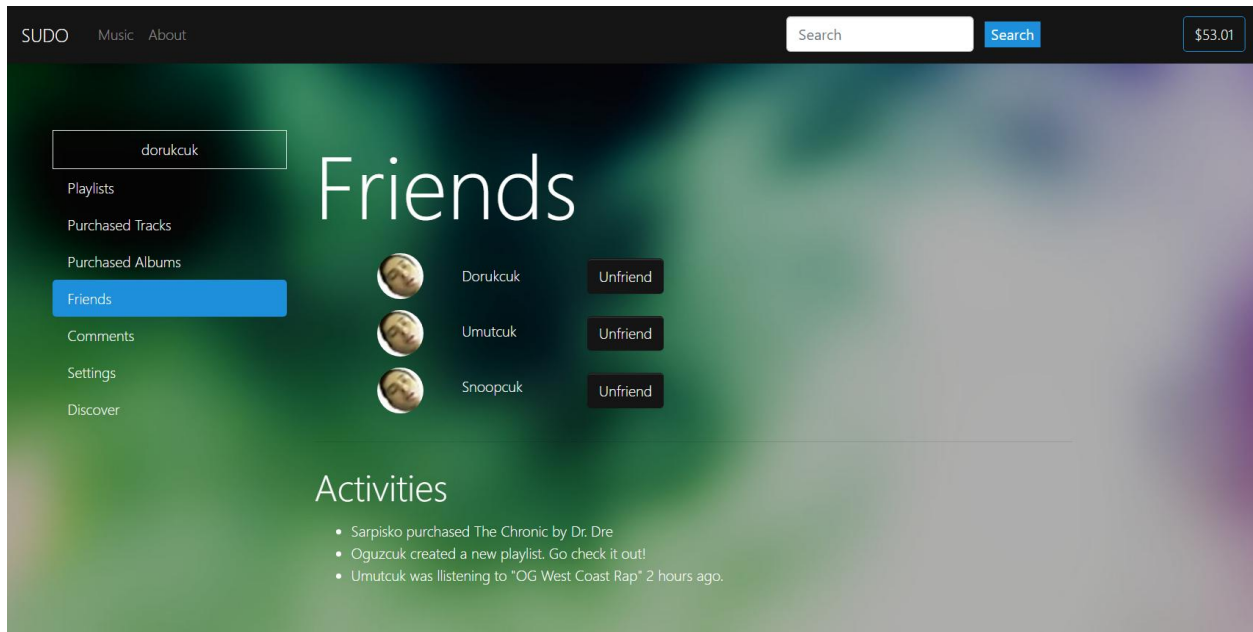 SUDO Music About Search Search $53.01
dorukcuk
Playlists
Purchased Tracks
Purchased Albums
Friends
Comments
Settings
Discover
Friends
Dorukcuk Unfriend
Umutcuk Unfriend
Snoopcuk Unfriend
Activities
• Sarpisko purchased The Chronic by Dr. Dre
• Oguzcuk created a new playlist. Go check it out!
• Umutcuk was llistening to "OG West Coast Rap" 2 hours ago.